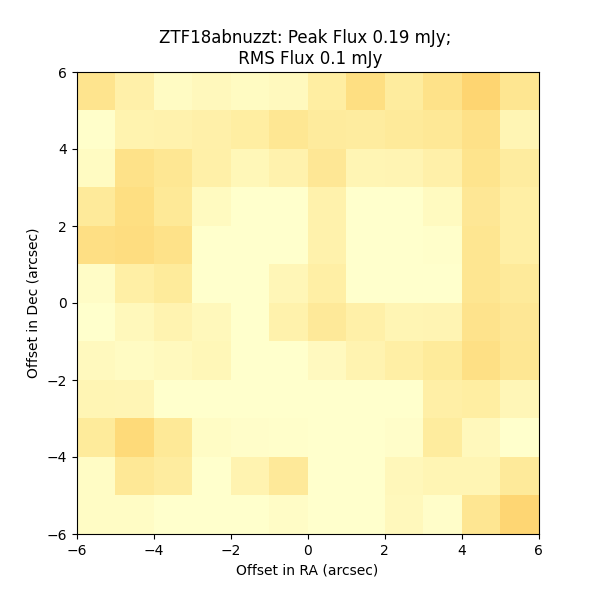 ZTF18abnuzzt: Peak Flux 0.19 mJy;
RMS Flux 0.1 mJy
6
4
2
0
−2
−4
−6
Offset in Dec (arcsec)
−6 −4 −2 0 2 4 6
Offset in RA (arcsec)